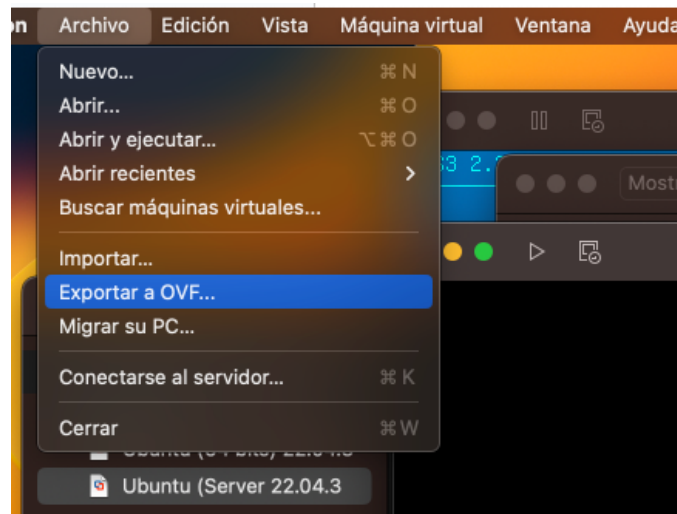 on Archivo Edición Vista Máquina virtual Ventana Ayuda
Nuevo... ⌘ N
Abrir... ⌘ O
Abrir y ejecutar... ⌥ ⌘ O
Abrir recientes >
Buscar máquinas virtuales...
Importar...
Exportar a OVF...
Migrar su PC...
Conectarse al servidor... ⌘ K
Cerrar ⌘ W
Ubuntu (Server 22.04.3